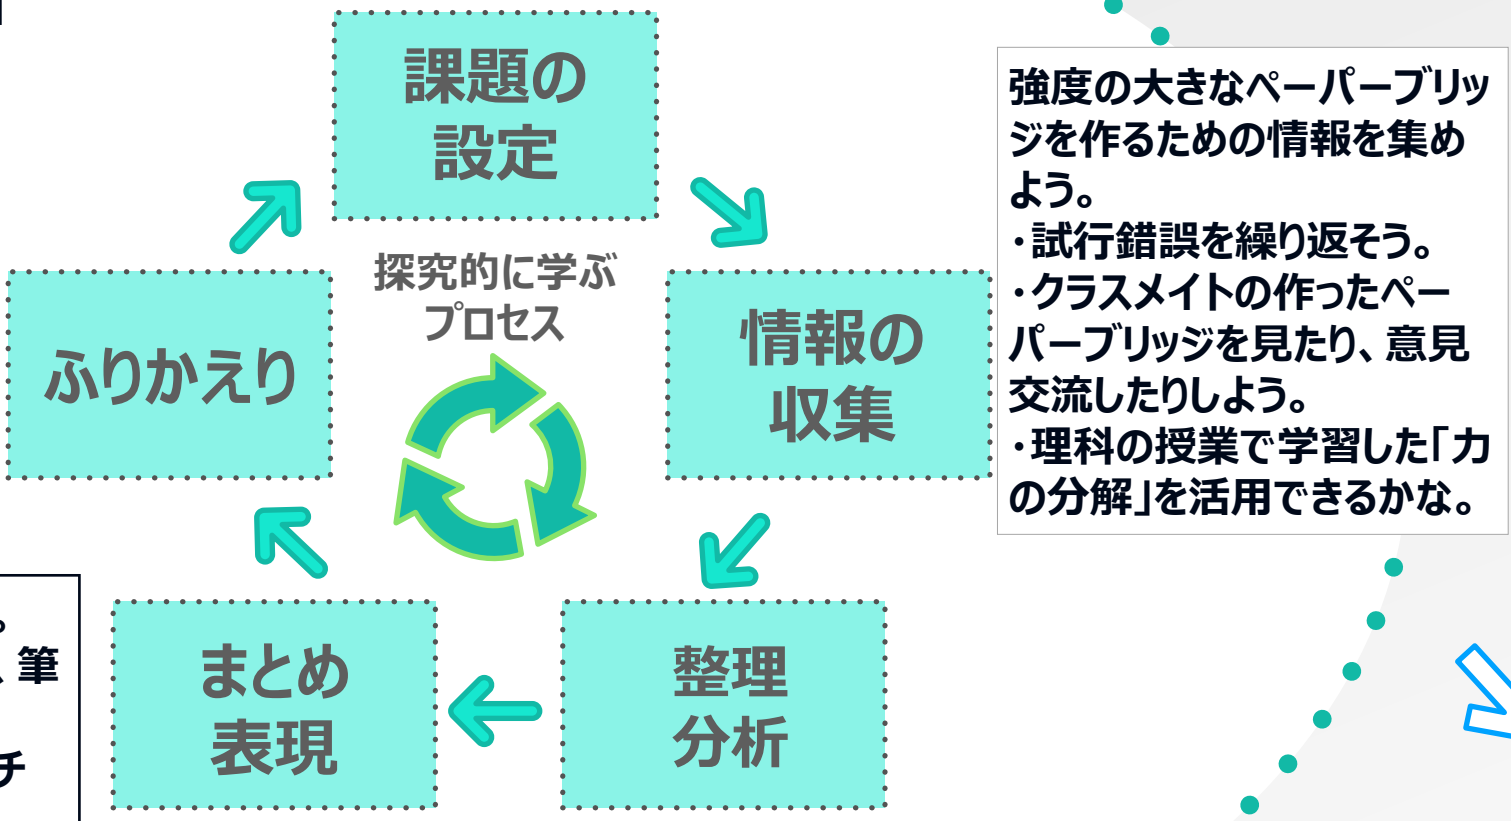 課題の
設定
探究的に学ぶ
プロセス
ふりかえり
情報の
収集
まとめ
表現
整理
分析
強度の大きなペーパーブリッ
ジを作るための情報を集め
よう。
・試行錯誤を繰り返そう。
・クラスメイトの作ったペー
パーブリッジを見たり、意見
交流したりしよう。
・理科の授業で学習した「力
の分解」を活用できるかな。
。
、筆
チ